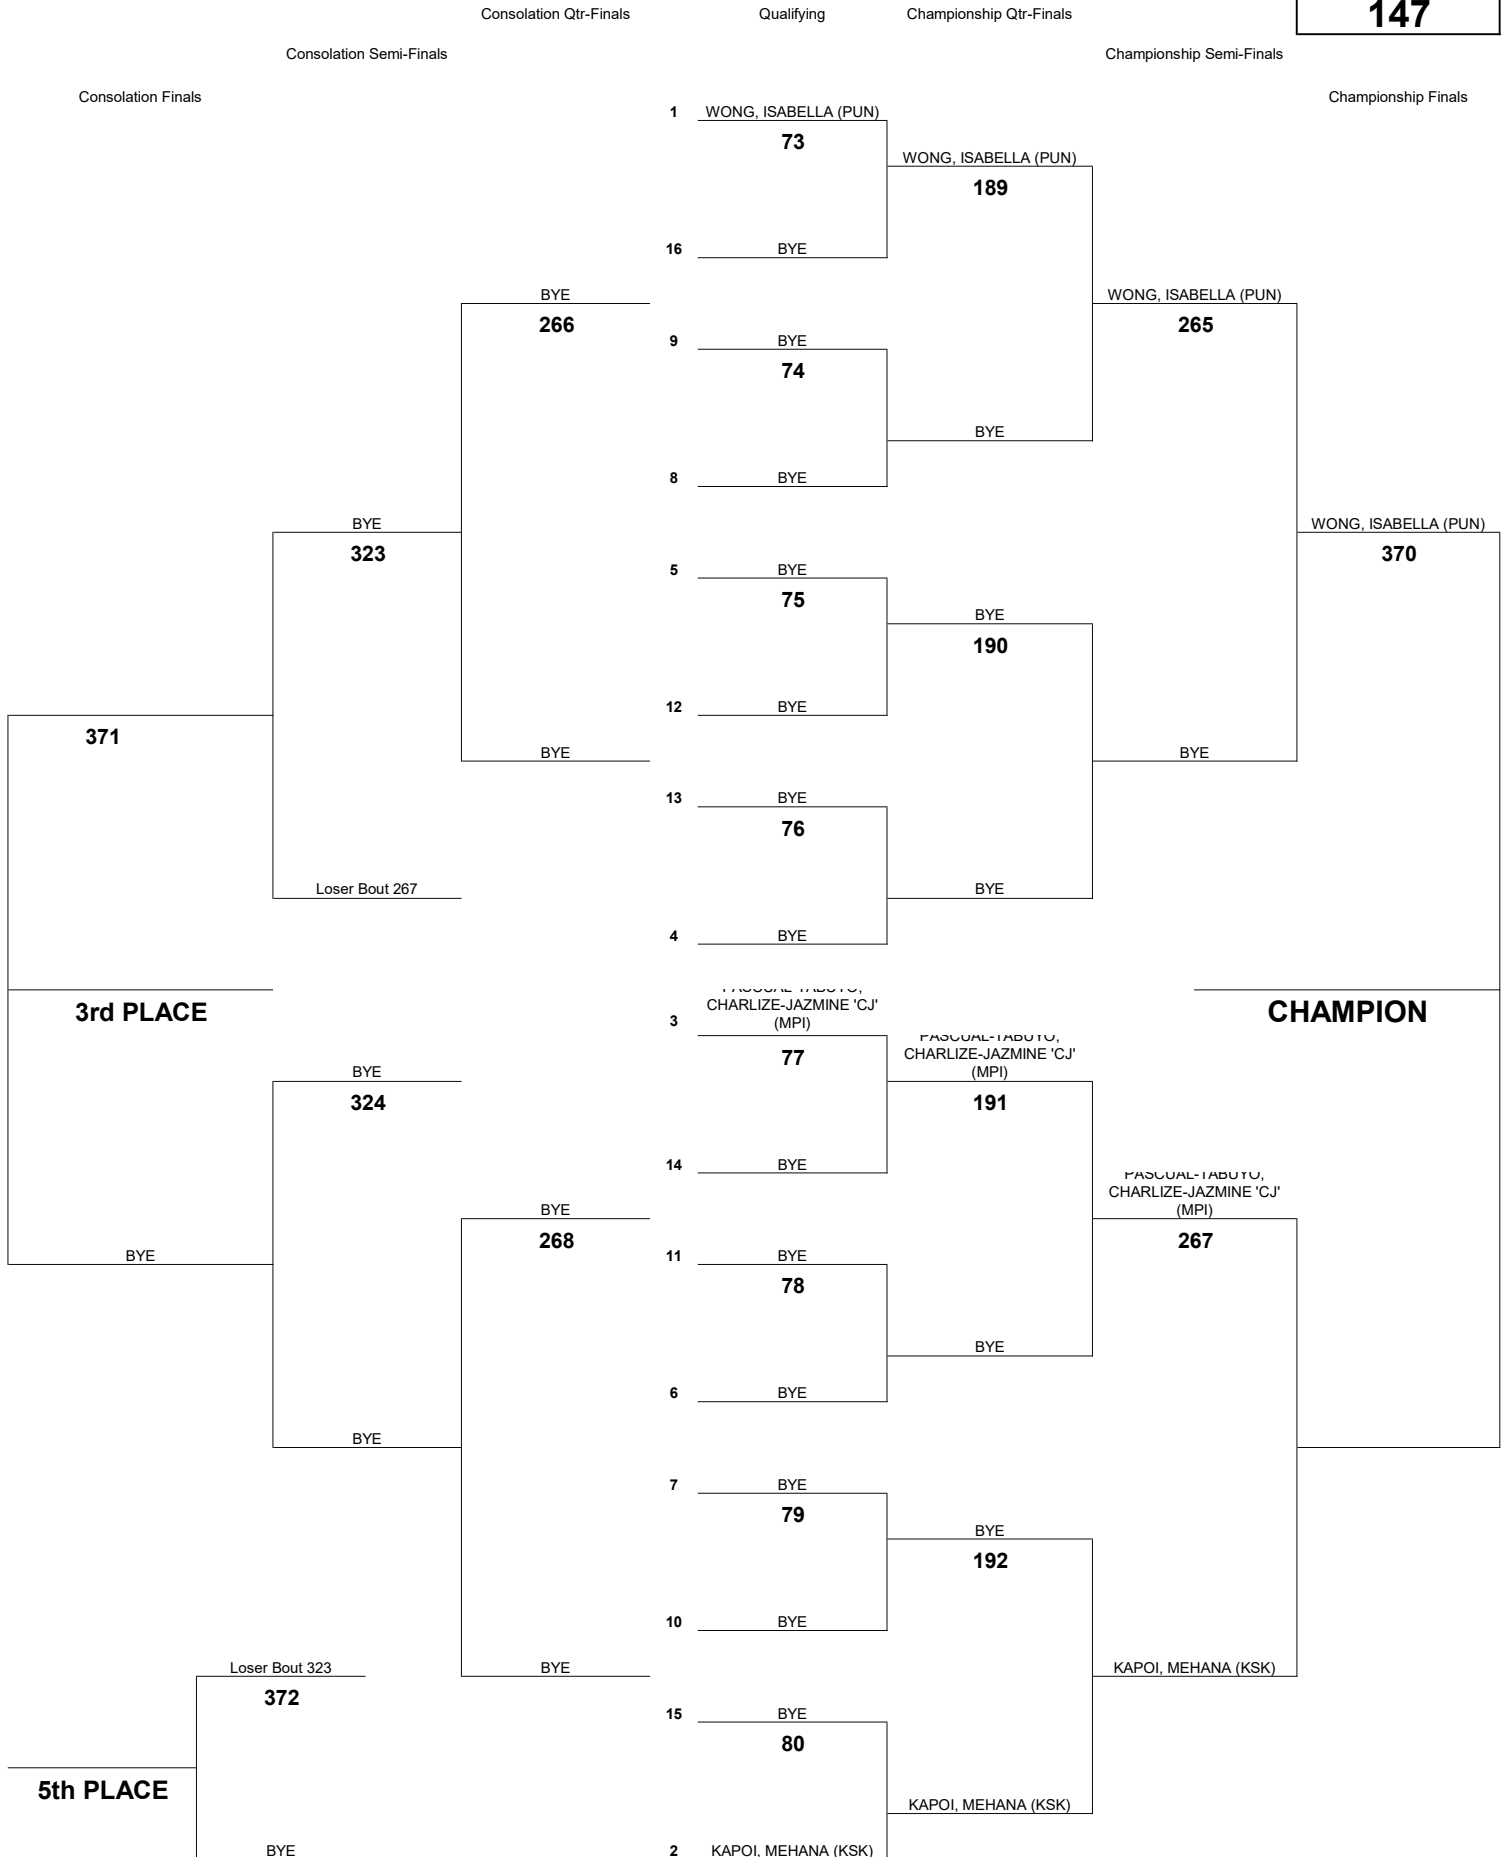 Consolation Qtr-Finals
Qualifying
Championship Qtr-Finals
147
Consolation Semi-Finals
Championship Semi-Finals
Consolation Finals
Championship Finals
1 WONG, ISABELLA (PUN)
73
WONG, ISABELLA (PUN)
189
16 BYE
BYE
WONG, ISABELLA (PUN)
266
265
9 BYE
74
BYE
8 BYE
BYE
WONG, ISABELLA (PUN)
323
370
5 BYE
75
BYE
190
12 BYE
371
BYE
BYE
13 BYE
76
Loser Bout 267
BYE
4 BYE
3rd PLACE
CHAMPION
PASCUAL-TABUYO,
CHARLIZE-JAZMINE 'CJ'
3 (MPI)
77
PASCUAL-TABUYO,
CHARLIZE-JAZMINE 'CJ'
(MPI)
BYE
324
191
14 BYE
PASCUAL-TABUYO,
CHARLIZE-JAZMINE 'CJ'
(MPI)
BYE
268
267
BYE
11 BYE
78
BYE
6 BYE
BYE
7 BYE
79
BYE
192
10 BYE
Loser Bout 323
BYE
KAPOI, MEHANA (KSK)
372
15 BYE
80
5th PLACE
KAPOI, MEHANA (KSK)
BYE
2 KAPOI, MEHANA (KSK)